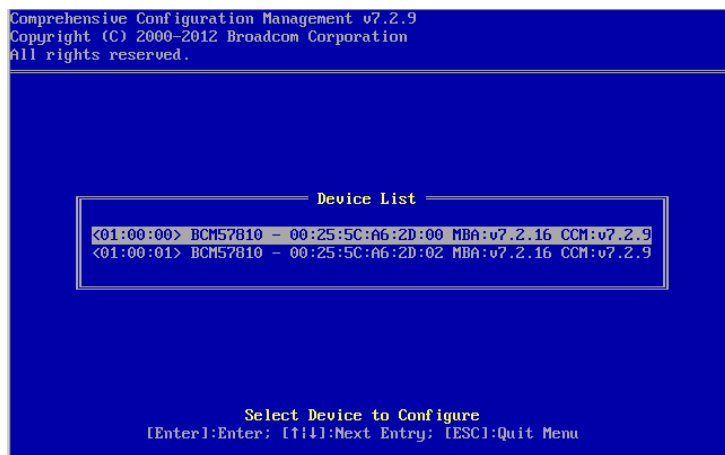 Comprehensive Configuration Management v7.2.9
Copyright (C) 2000-2012 Broadcom Corporation
All rights reserved.
Device List
<01:00:00> BCM57810 - 00:25:5C:A6:2D:00 MBA:v7.2.16 CCM:v7.2.9
<01:00:01> BCM57810 - 00:25:5C:A6:2D:02 MBA:v7.2.16 CCM:v7.2.9
Select Device to Configure
[Enter]:Enter; [↑¦↓]:Next Entry; [ESC]:Quit Menu